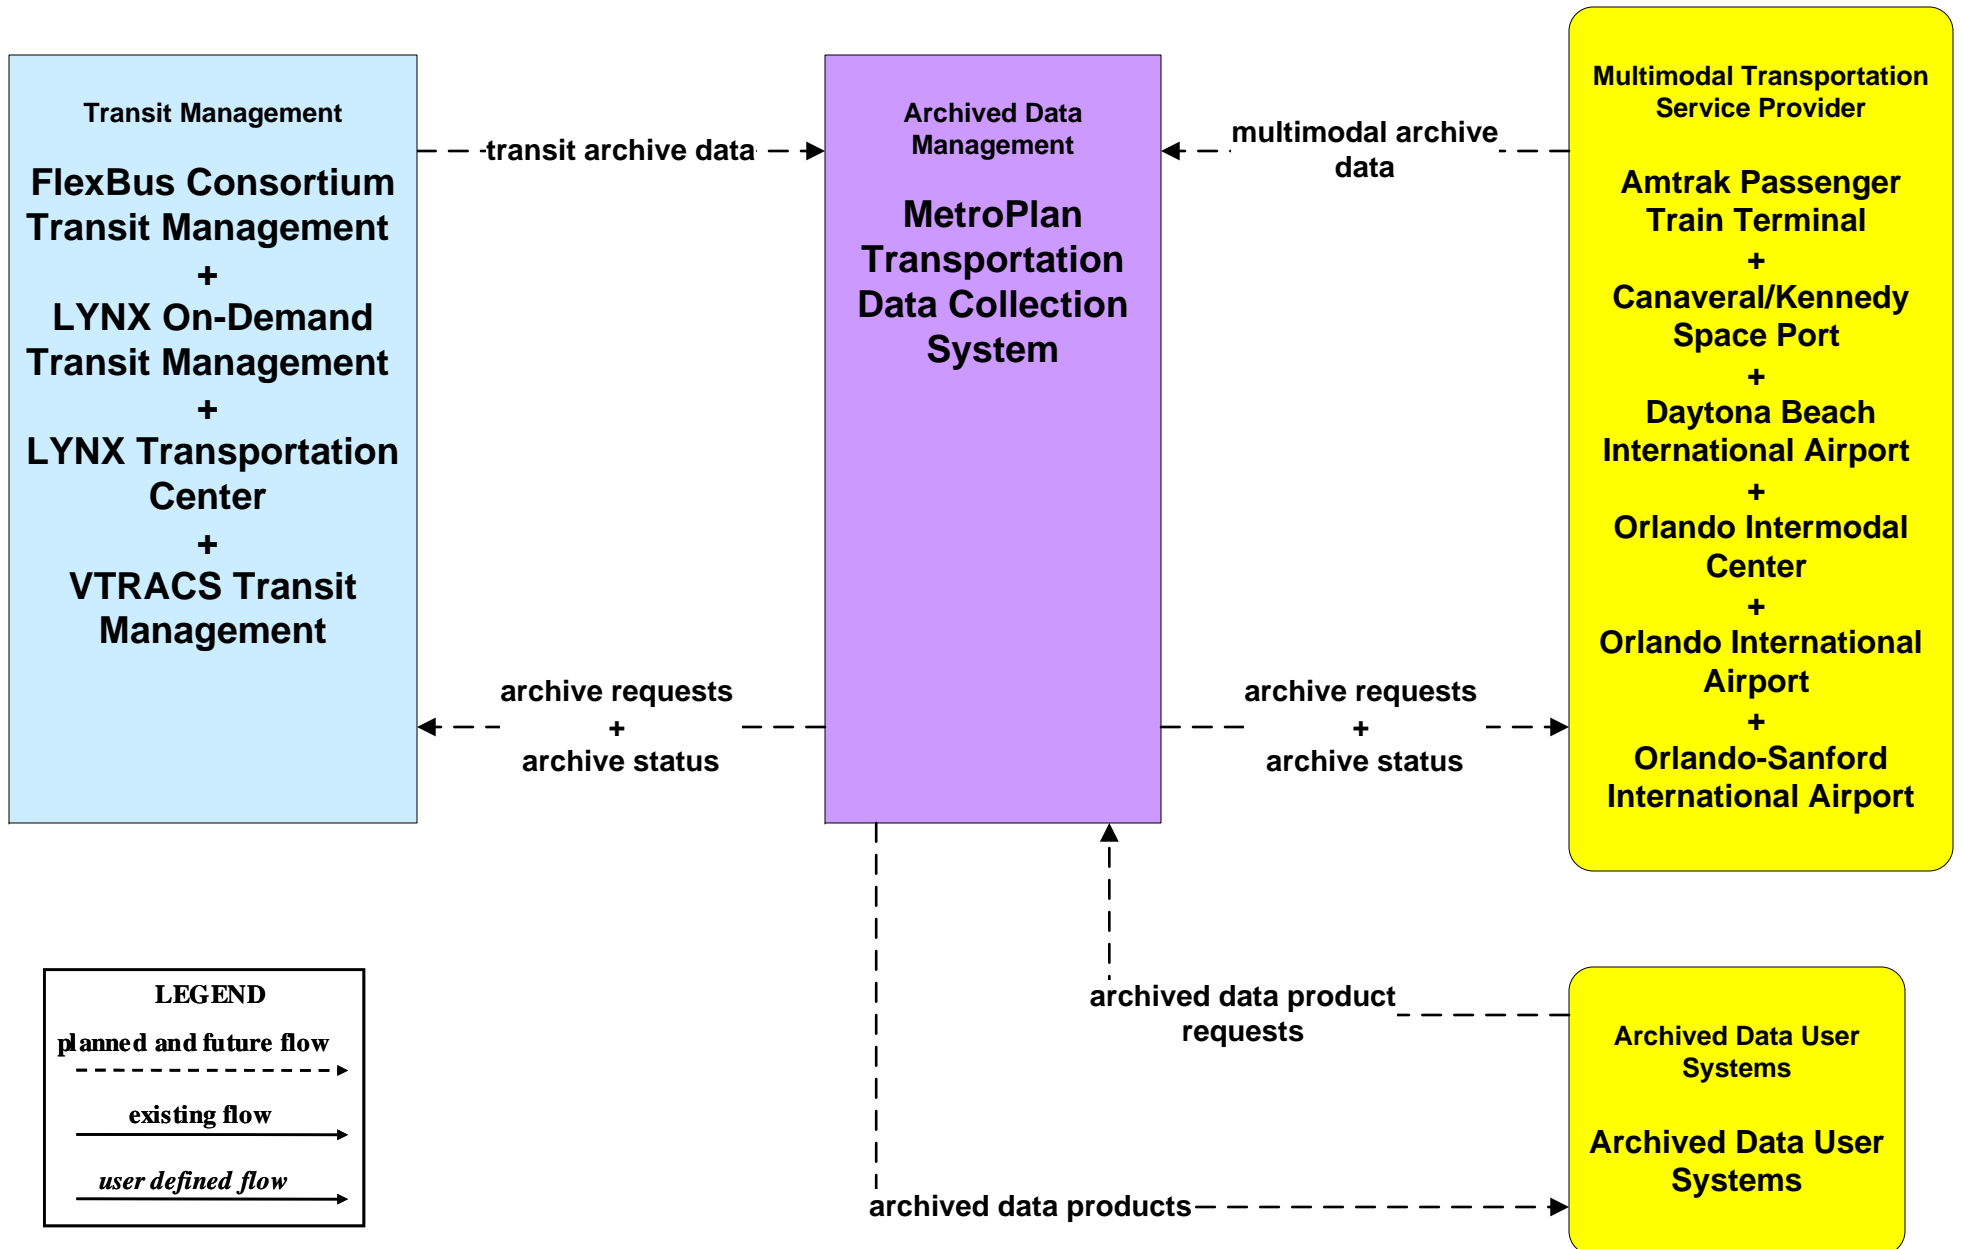 Transit Management
FlexBus Consortium
Transit Management
+
LYNX On-Demand
Transit Management
+
LYNX Transportation
Center
+
VTRACS Transit
Management
transit archive data
archive requests
+
archive status
Archived Data
Management
MetroPlan
Transportation
Data Collection
System
multimodal archive
data
archive requests
+
archive status
Multimodal Transportation
Service Provider
Amtrak Passenger
Train Terminal
+
Canaveral/Kennedy
Space Port
+
Daytona Beach
International Airport
+
Orlando Intermodal
Center
+
Orlando International
Airport
+
Orlando-Sanford
International Airport
LEGEND
planned and future flow
existing flow
user defined flow
archived data product
requests
archived data products
Archived Data User
Systems
Archived Data User
Systems